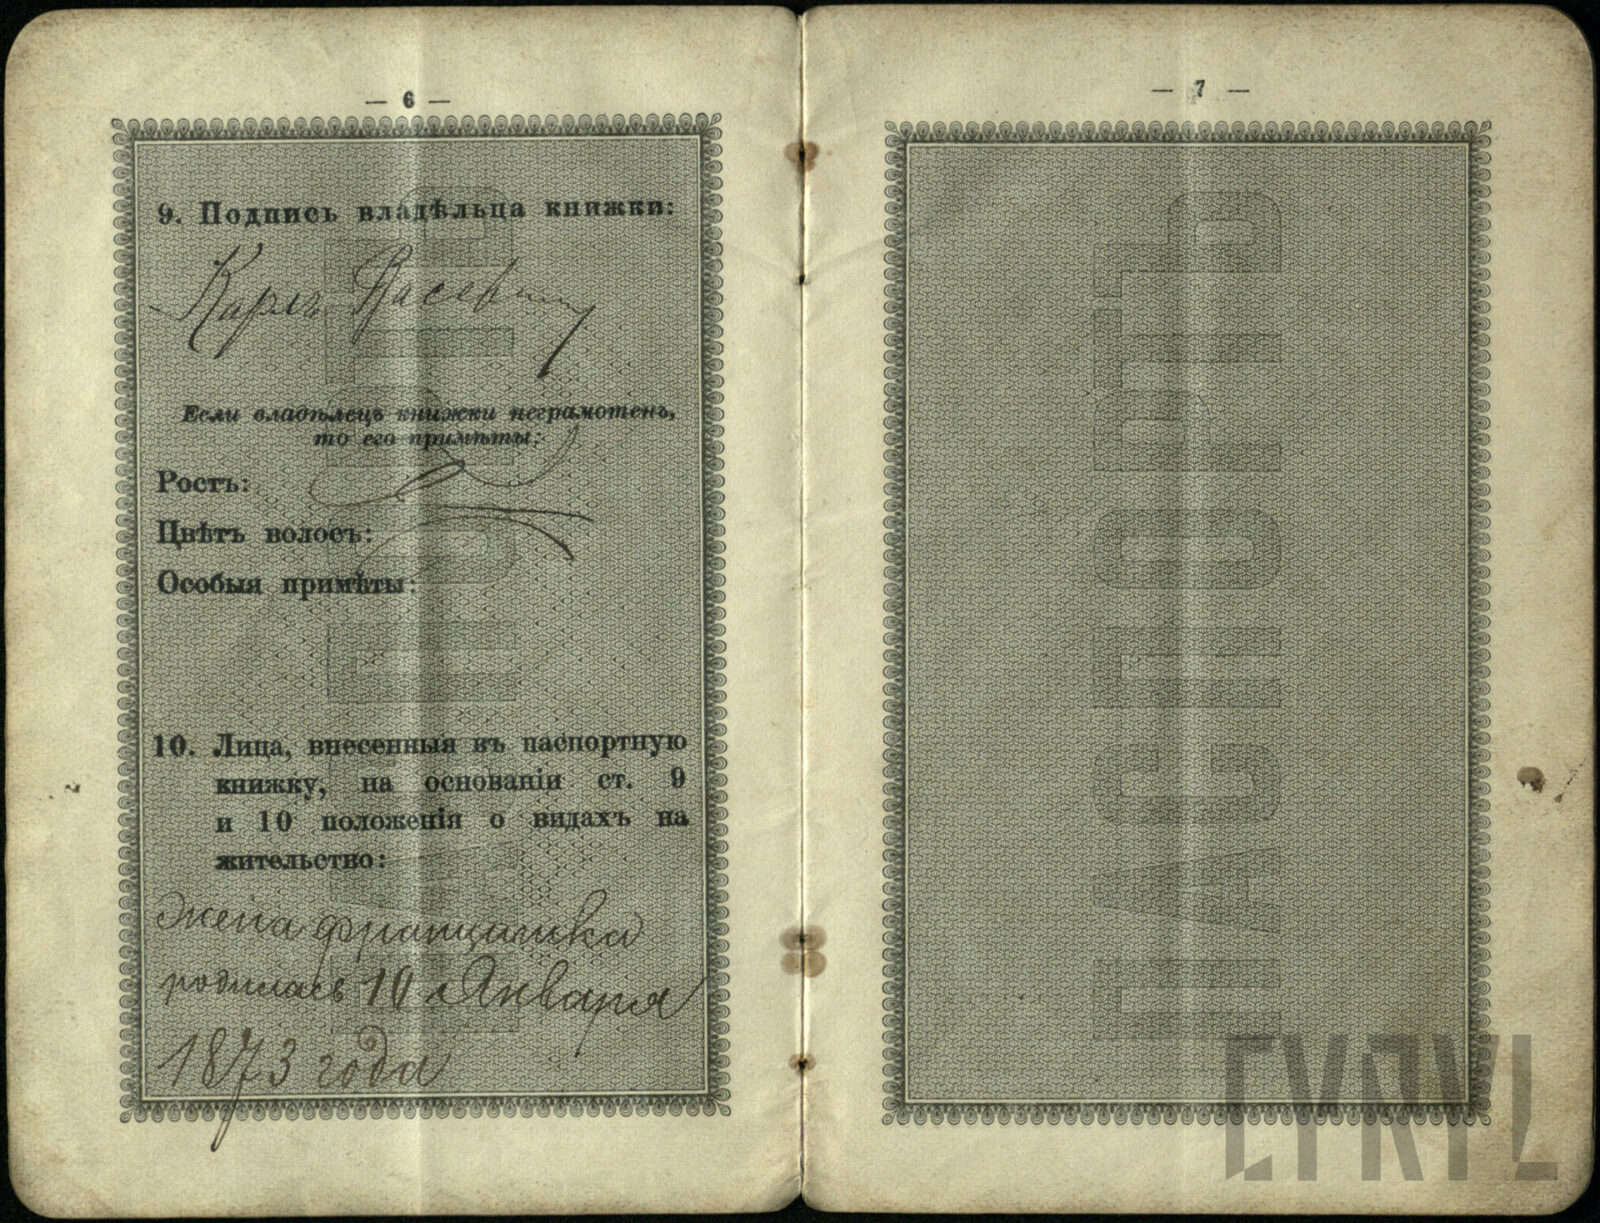 — 6 —
9. Подпись владѣльца книжки:
Карлъ
Если владѣлецъ книжки неграмотенъ,
то его примѣты:
Ростъ:
Цвѣтъ волосъ:
Особыя примѣты:
10. Лица, внесенныя въ паспортную
книжку, на основаніи ст. 9
и 10 положенія о видахъ на
жительство:
Жена Францишка
родилась 10 Января
1873 года
— 7 —
ПАСПОРТЪ
CYRYL